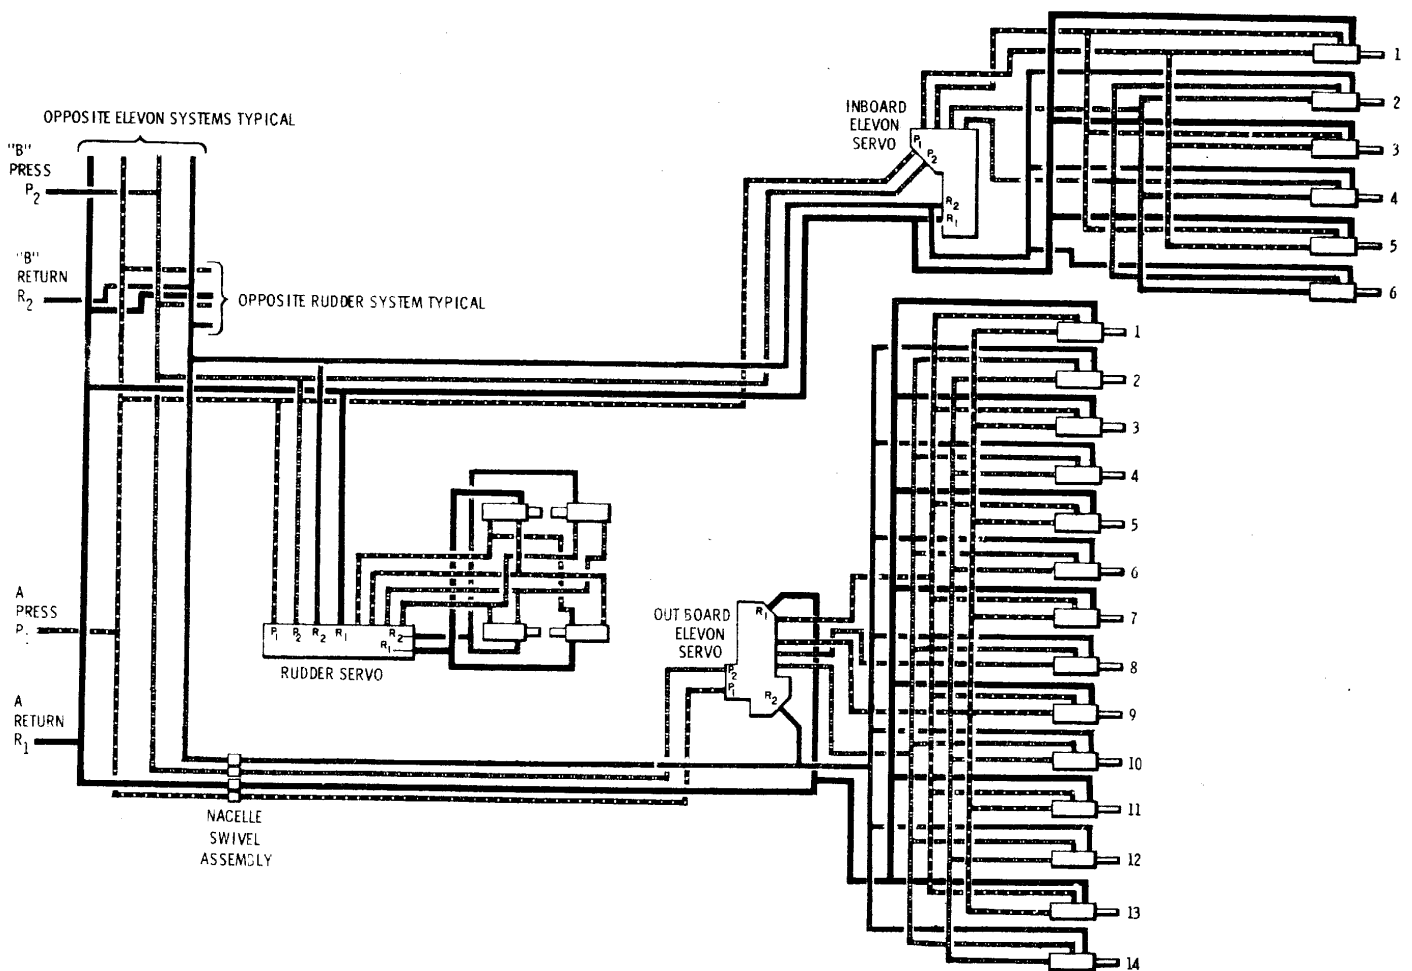 OPPOSITE ELEVON SYSTEMS TYPICAL
"B"
PRESS
P2
"B"
RETURN
R2
OPPOSITE RUDDER SYSTEM TYPICAL
INBOARD
ELEVON
SERVO
P1
P2
R2
R1
1
2
3
4
5
6
A
PRESS
P1
A
RETURN
R1
P1 P2 R2 R1 R2
R1
RUDDER SERVO
OUTBOARD
ELEVON
SERVO
R1
P2
P1
R2
NACELLE
SWIVEL
ASSEMBLY
1
2
3
4
5
6
7
8
9
10
11
12
13
14